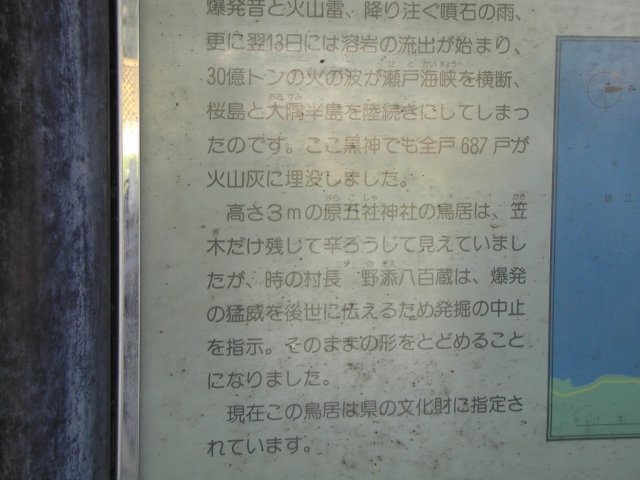 爆発音と火山雷、降り注ぐ噴石の雨、
更に翌13日には溶岩の流出が始まり、
30億トンの火の波が瀬戸海峡を横断、
桜島と大隅半島を陸続きにしてしまっ
たのです。ここ黒神でも全戸687戸が
火山灰に埋没しました。
高さ3mの原五社神社の鳥居は、笠
木だけ残して辛ろうじて見えていまし
たが、時の村長 野添八百蔵は、爆発
の猛威を後世に伝えるため発掘の中止
を指示。そのままの形をとどめること
になりました。
現在この鳥居は県の文化財に指定さ
れています。